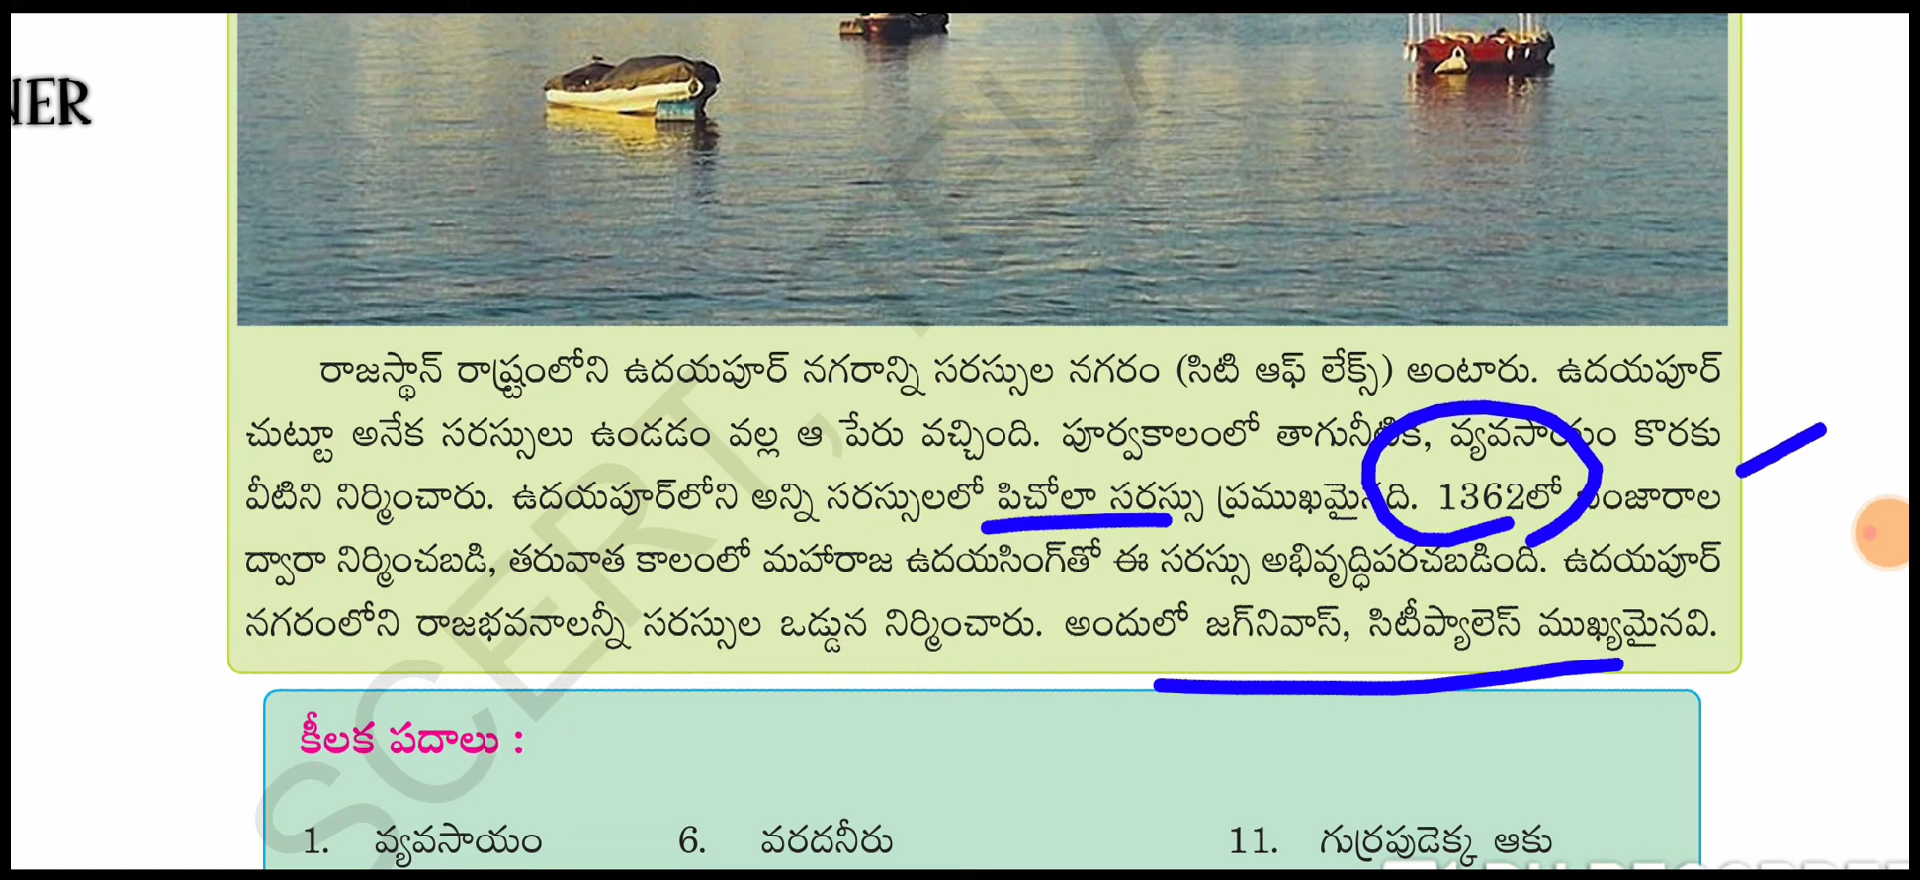 NER
రాజస్థాన్ రాష్ట్రంలోని ఉదయపూర్ నగరాన్ని సరస్సుల నగరం (సిటి ఆఫ్ లేక్స్) అంటారు. ఉదయపూర్
చుట్టూ అనేక సరస్సులు ఉండడం వల్ల ఆ పేరు వచ్చింది. పూర్వకాలంలో తాగునీటికి, వ్యవసాయం కొరకు
వీటిని నిర్మించారు. ఉదయపూర్‌లోని అన్ని సరస్సులలో పిచోలా సరస్సు ప్రముఖమైనది. 1362లో బంజారాల
ద్వారా నిర్మించబడి, తరువాత కాలంలో మహారాజ ఉదయసింగ్‌తో ఈ సరస్సు అభివృద్ధిపరచబడింది. ఉదయపూర్
నగరంలోని రాజభవనాలన్నీ సరస్సుల ఒడ్డున నిర్మించారు. అందులో జగ్‌నివాస్, సిటీప్యాలెస్ ముఖ్యమైనవి.
కీలక పదాలు :
1. వ్యవసాయం 6. వరదనీరు 11. గుర్రపుడెక్క ఆకు
SCERT,